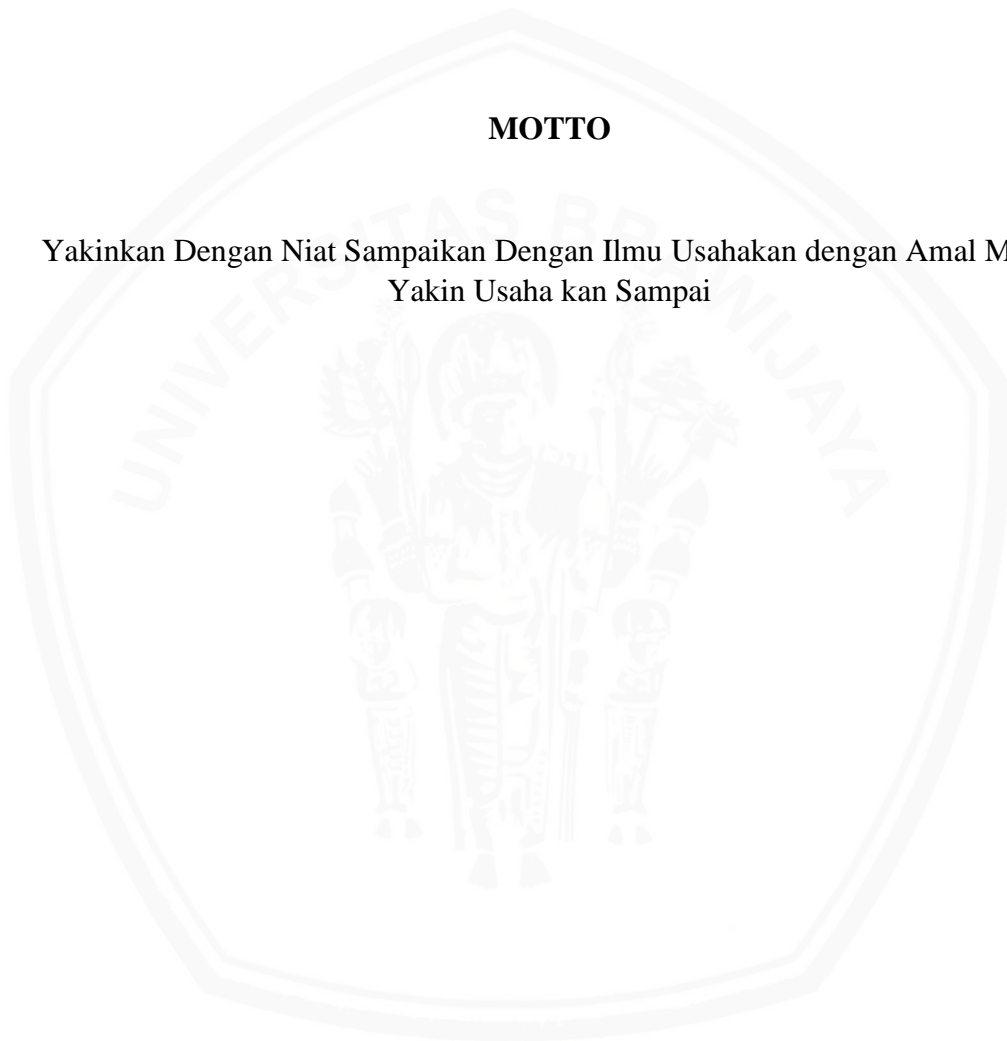 MOTTO
Yakinkan Dengan Niat Sampaikan Dengan Ilmu Usahakan dengan Amal M
Yakin Usaha kan Sampai
UNIVERSITAS BRAWIJAYA